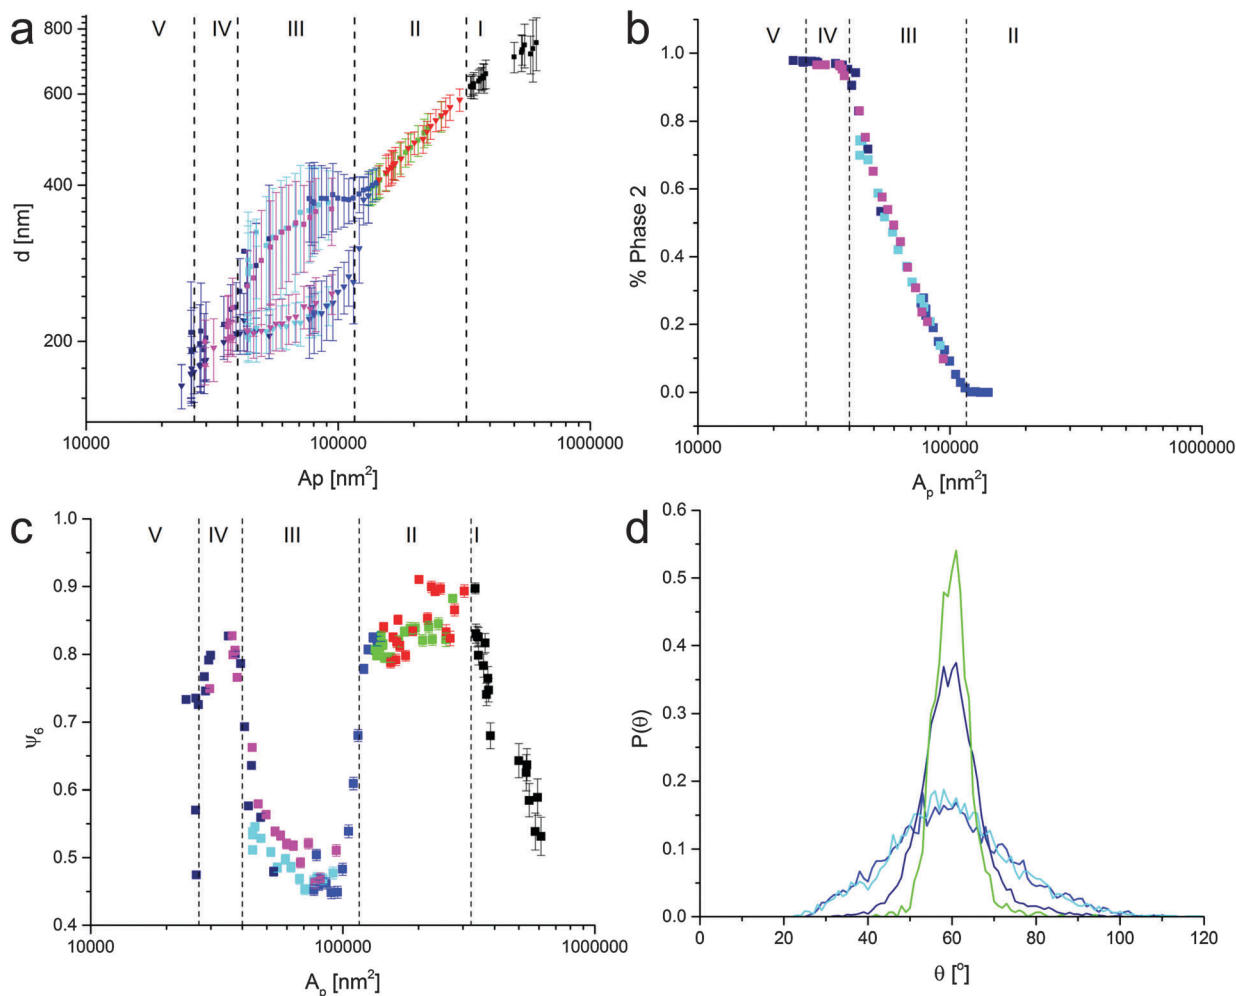 a
V IV III II I
800
600
400
200
d [nm]
10000 100000 1000000
Ap [nm²]
b
V IV III II
1.0
0.8
0.6
0.4
0.2
0.0
% Phase 2
10000 100000 1000000
Aₚ [nm²]
c
V IV III II I
1.0
0.9
0.8
0.7
0.6
0.5
0.4
ψ₆
10000 100000 1000000
Aₚ [nm²]
d
0.6
0.5
0.4
0.3
0.2
0.1
0.0
P(θ)
0 20 40 60 80 100 120
θ [°]